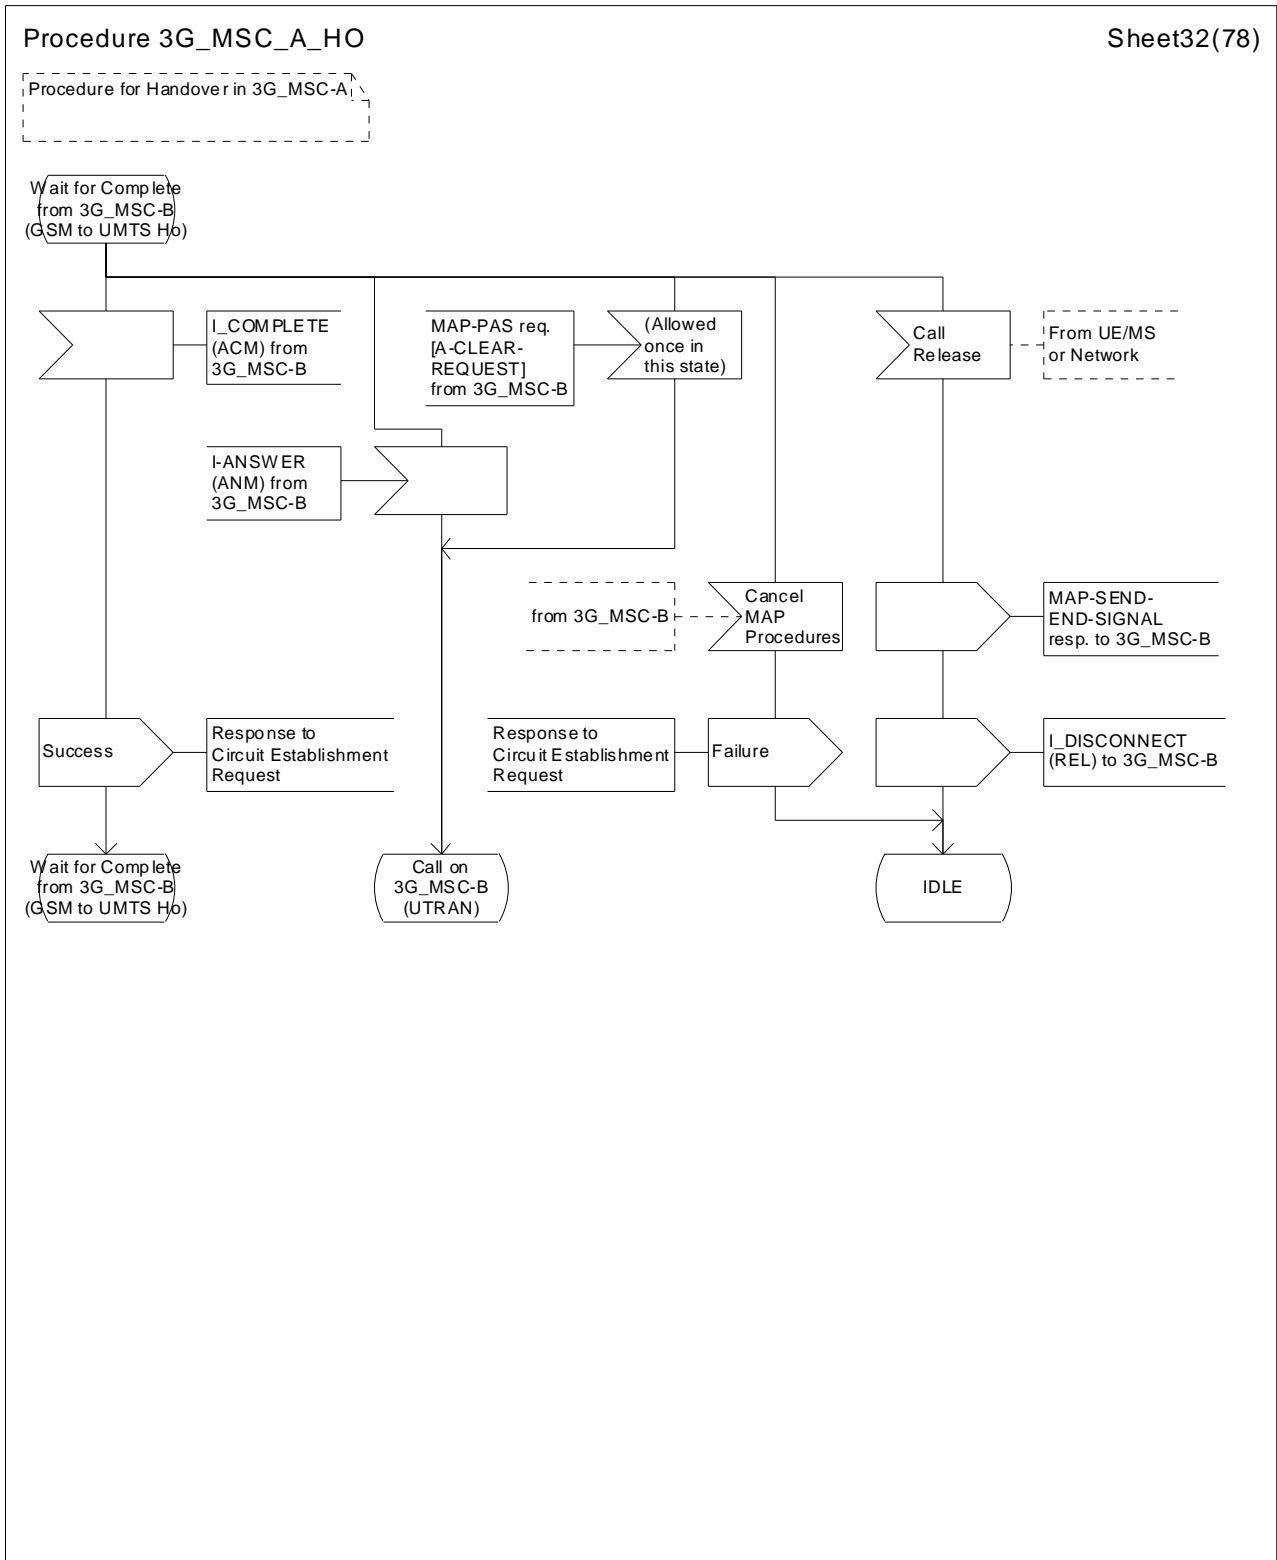 Procedure 3G_MSC_A_HO
Sheet32(78)
Procedure for Handover in 3G_MSC-A
Wait for Complete
from 3G_MSC-B
(GSM to UMTS Ho)
I_COMPLETE
(ACM) from
3G_MSC-B
MAP-PAS req.
[A-CLEAR-
REQUEST]
from 3G_MSC-B
(Allowed
once in
this state)
Call
Release
From UE/MS
or Network
I-ANSWER
(ANM) from
3G_MSC-B
from 3G_MSC-B
Cancel
MAP
Procedures
MAP-SEND-
END-SIGNAL
resp. to 3G_MSC-B
Success
Response to
Circuit Establishment
Request
Response to
Circuit Establishment
Request
Failure
I_DISCONNECT
(REL) to 3G_MSC-B
Wait for Complete
from 3G_MSC-B
(GSM to UMTS Ho)
Call on
3G_MSC-B
(UTRAN)
IDLE